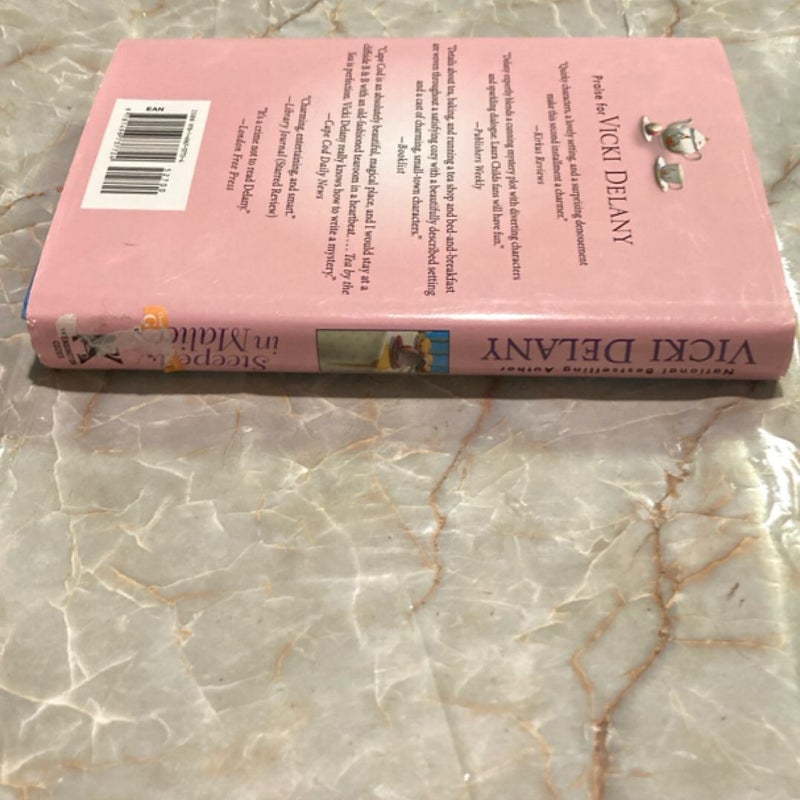 Praise for VICKI DELANY
"Quirky characters, a lovely setting, and a surprising denouement
make this second installment a charmer."
—Kirkus Reviews
"Delany expertly blends a cunning mystery plot with diverting characters
and sparkling dialogue. Laura Childs fans will have fun."
—Publishers Weekly
"Details about tea, baking, and running a tea shop and bed-and-breakfast
are woven throughout a satisfying cozy with a beautifully described setting
and a cast of charming, small-town characters."
—Booklist
"Cape Cod is an absolutely beautiful, magical place, and I would stay at a
cliffside B & B with an old-fashioned tearoom in a heartbeat. . . . Tea by the
Sea is perfection. Vicki Delany really knows how to write a mystery."
—Cape Cod Daily News
"Charming, entertaining, and smart."
—Library Journal (Starred Review)
"It's a crime not to read Delany."
—London Free Press
EAN
National Bestselling Author
VICKI DELANY
in Malice